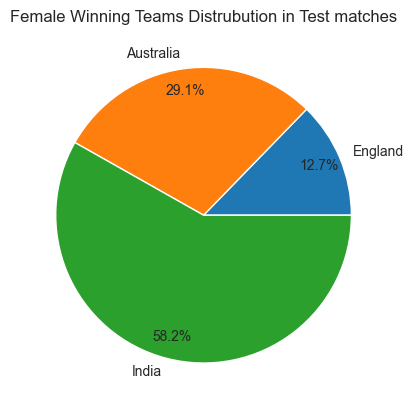 Female Winning Teams Distrubution in Test matches
Australia
29.1%
England
12.7%
58.2%
India